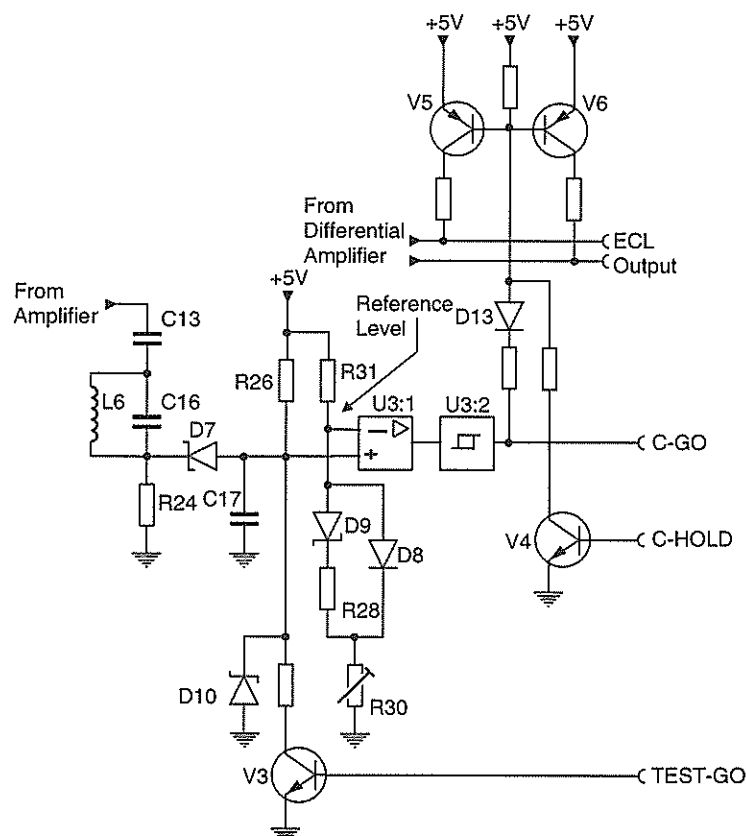 +5V +5V +5V
V5 V6
From
Differential
Amplifier
ECL
Output
+5V
From
Amplifier
C13
Reference
Level
D13
R26 R31
L6 C16
U3:1 U3:2
D7
− +
C-GO
R24 C17
D9
D8
V4 C-HOLD
R28
D10 R30
V3 TEST-GO